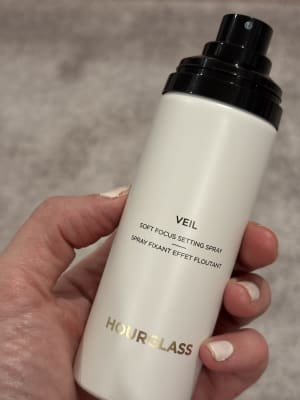 VEIL
SOFT FOCUS SETTING SPRAY
SPRAY FIXANT EFFET FLOUTANT
HOURGLASS